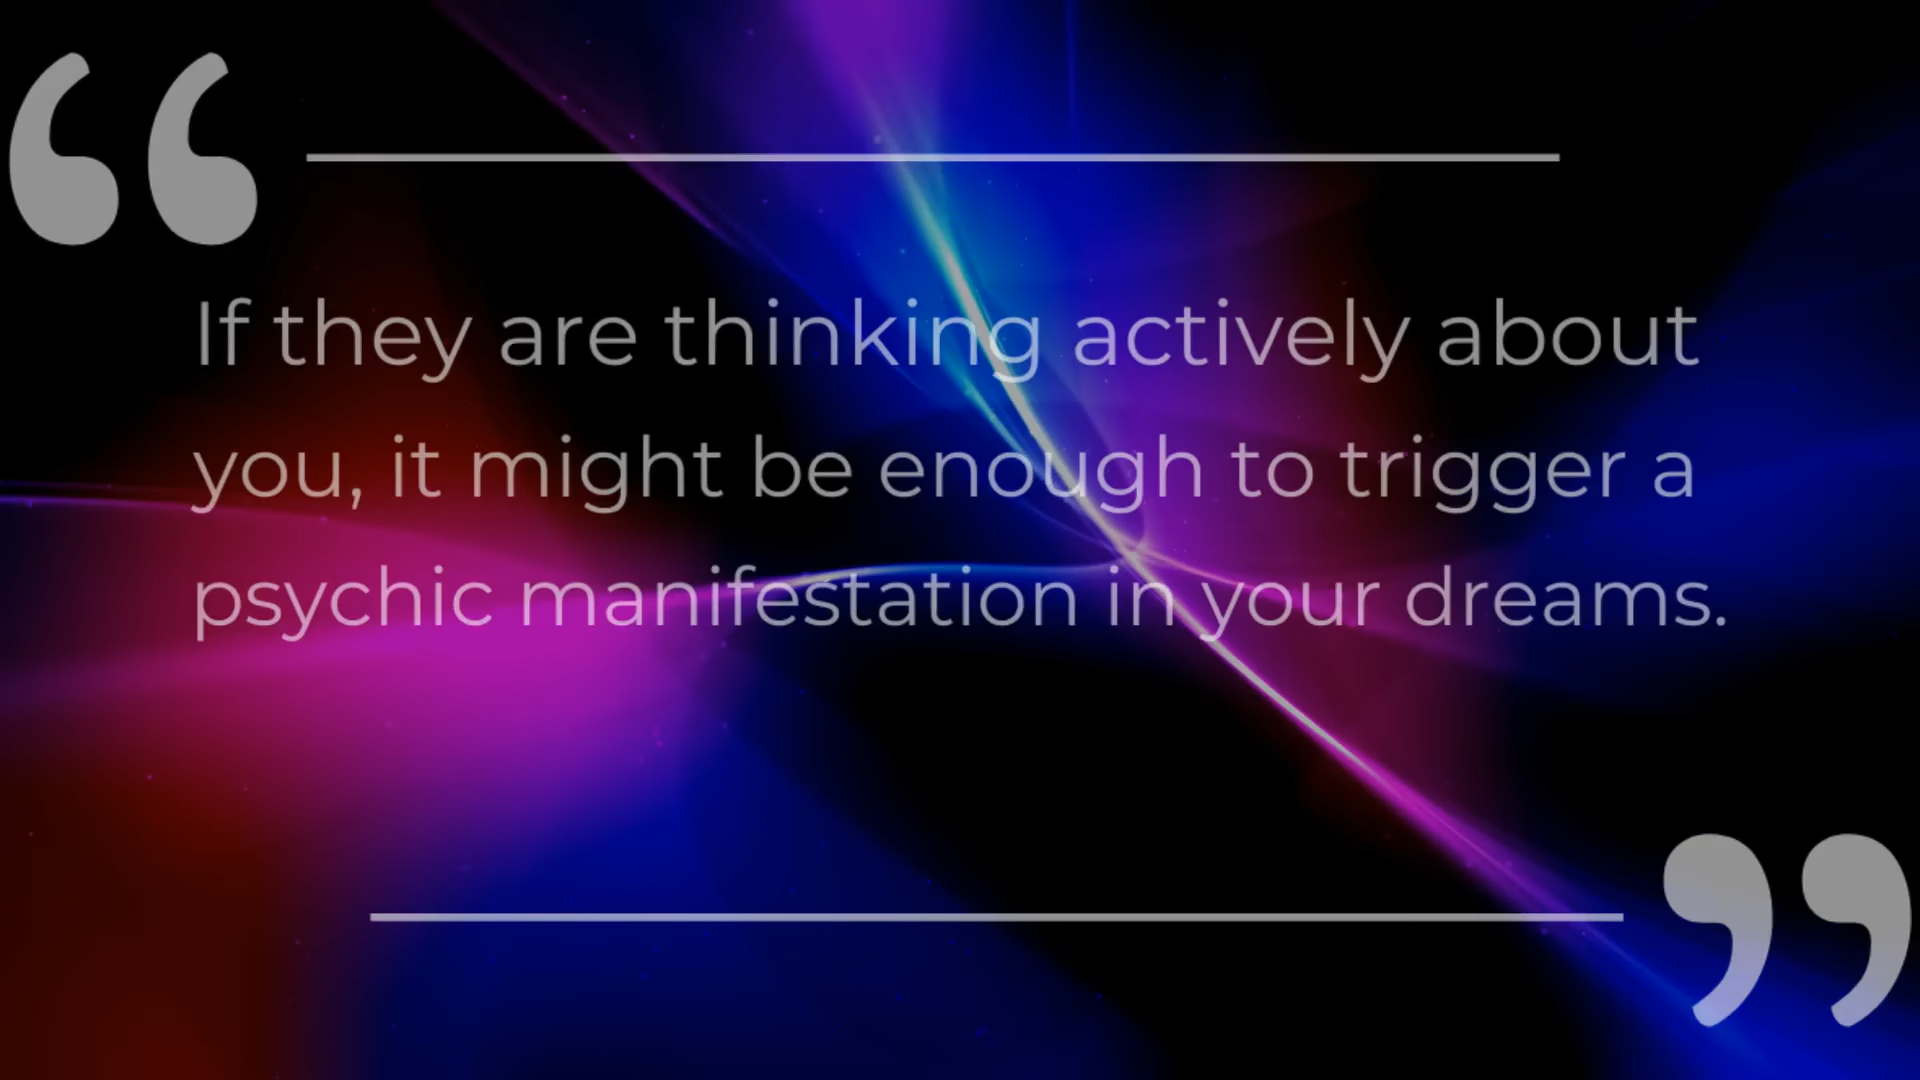 “
If they are thinking actively about
you, it might be enough to trigger a
psychic manifestation in your dreams.
”